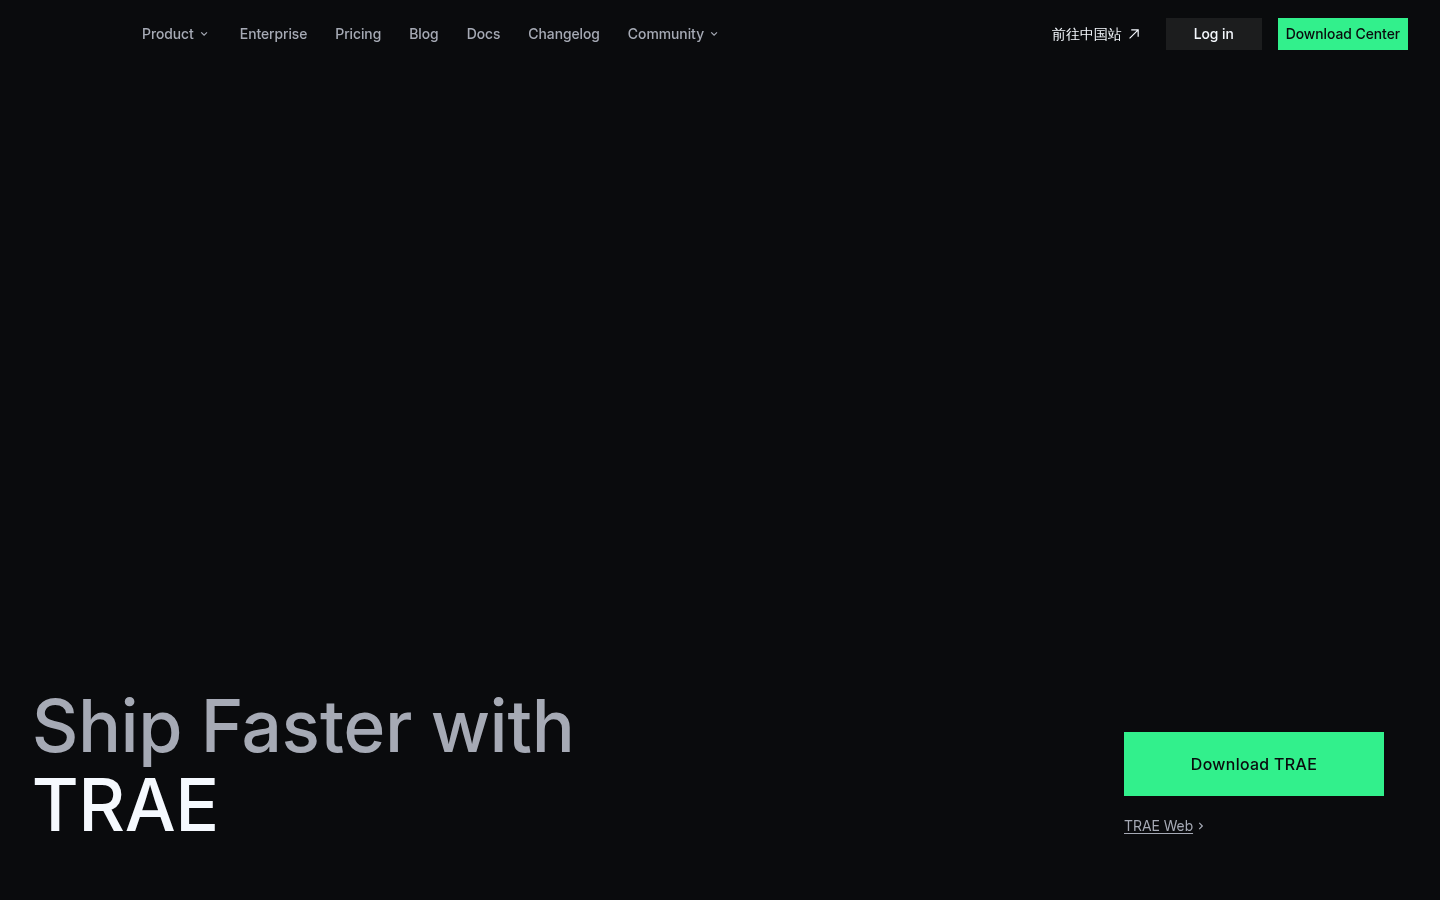 Product
Enterprise
Pricing
Blog
Docs
Changelog
Community
前往中国站
Log in
Download Center
Ship Faster with
TRAE
Download TRAE
TRAE Web